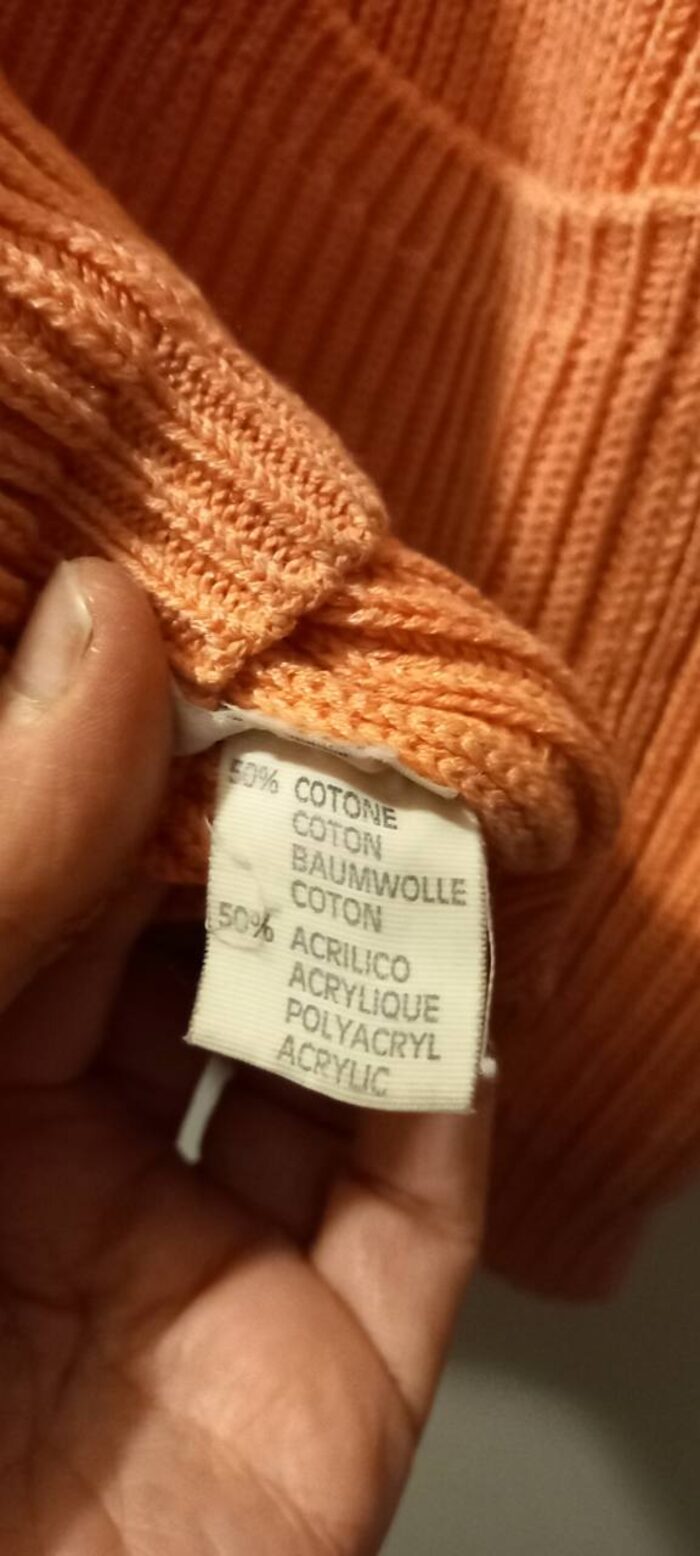 50% COTONE
COTON
BAUMWOLLE
COTON
50% ACRILICO
ACRYLIQUE
POLYACRYL
ACRYLIC